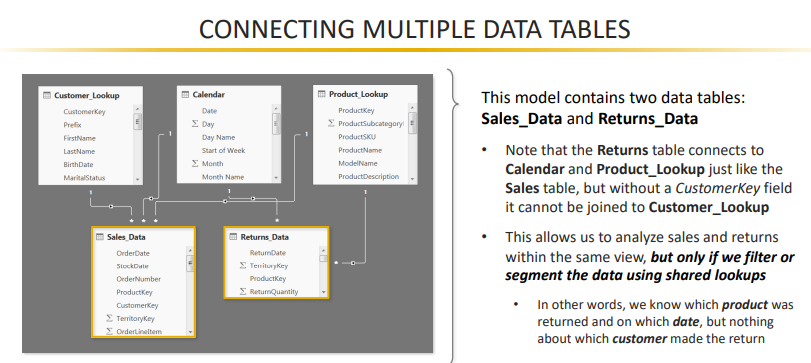 CONNECTING MULTIPLE DATA TABLES
Customer_Lookup
CustomerKey
Prefix
FirstName
LastName
BirthDate
MaritalStatus
Calendar
Date
Σ Day
Day Name
Start of Week
Σ Month
Month Name
Product_Lookup
ProductKey
Σ ProductSubcategory
ProductSKU
ProductName
ModelName
ProductDescription
1
1
1
1
1
*
*
*
*
*
Sales_Data
OrderDate
StockDate
OrderNumber
ProductKey
CustomerKey
Σ TerritoryKey
Σ OrderLineItem
Returns_Data
ReturnDate
Σ TerritoryKey
ProductKey
Σ ReturnQuantity
This model contains two data tables:
Sales_Data and Returns_Data
• Note that the Returns table connects to
Calendar and Product_Lookup just like the
Sales table, but without a CustomerKey field
it cannot be joined to Customer_Lookup
• This allows us to analyze sales and returns
within the same view, but only if we filter or
segment the data using shared lookups
• In other words, we know which product was
returned and on which date, but nothing
about which customer made the return